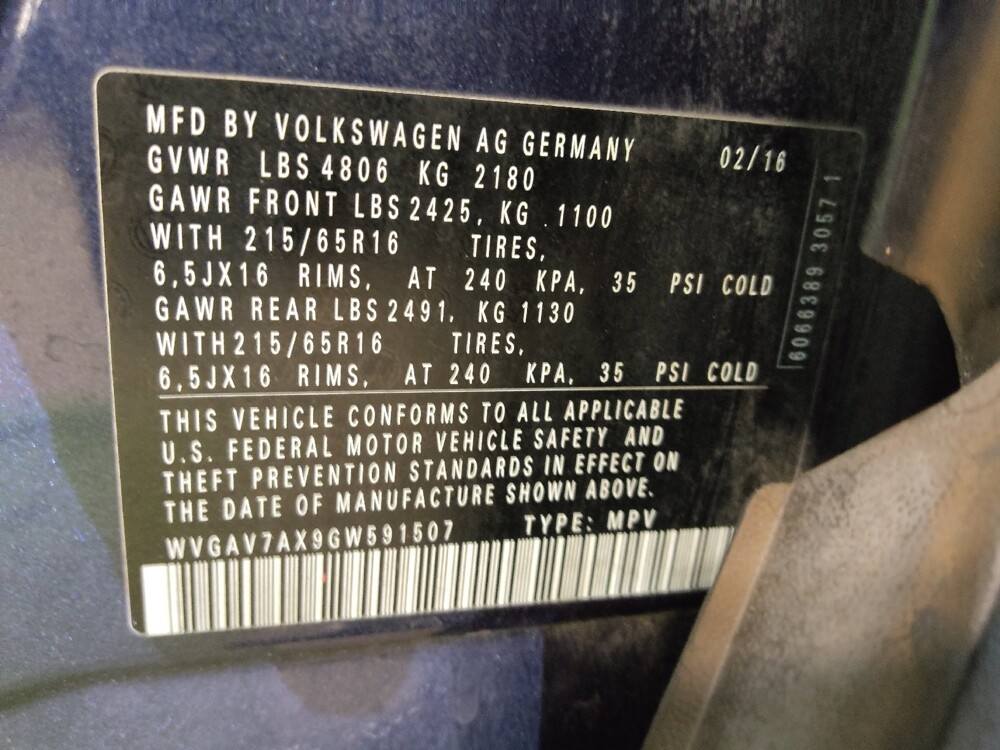 MFD BY VOLKSWAGEN AG GERMANY 02/16
GVWR LBS 4806 KG 2180
GAWR FRONT LBS 2425, KG .1100
WITH 215/65R16 TIRES,
6,5JX16 RIMS, AT 240 KPA, 35 PSI COLD
GAWR REAR LBS 2491, KG 1130
WITH 215/65R16 TIRES,
6,5JX16 RIMS, AT 240 KPA, 35 PSI COLD
THIS VEHICLE CONFORMS TO ALL APPLICABLE
U.S. FEDERAL MOTOR VEHICLE SAFETY AND
THEFT PREVENTION STANDARDS IN EFFECT ON
THE DATE OF MANUFACTURE SHOWN ABOVE.
WVGAV7AX9GW591507 TYPE: MPV
6066389 3057 1